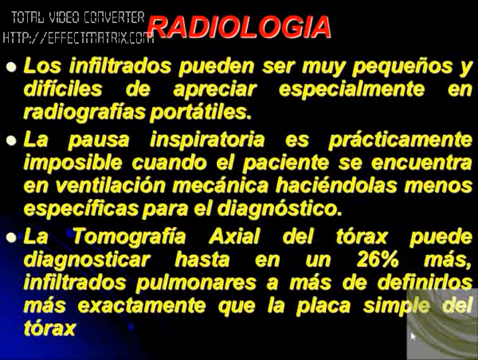 TOTAL VIDEO CONVERTER
HTTP://EFFECTMATRIX.COM
RADIOLOGIA
Los infiltrados pueden ser muy pequeños y
difíciles de apreciar especialmente en
radiografías portátiles.
La pausa inspiratoria es prácticamente
imposible cuando el paciente se encuentra
en ventilación mecánica haciéndolas menos
específicas para el diagnóstico.
La Tomografía Axial del tórax puede
diagnosticar hasta en un 26% más,
infiltrados pulmonares a más de definirlos
más exactamente que la placa simple del
tórax